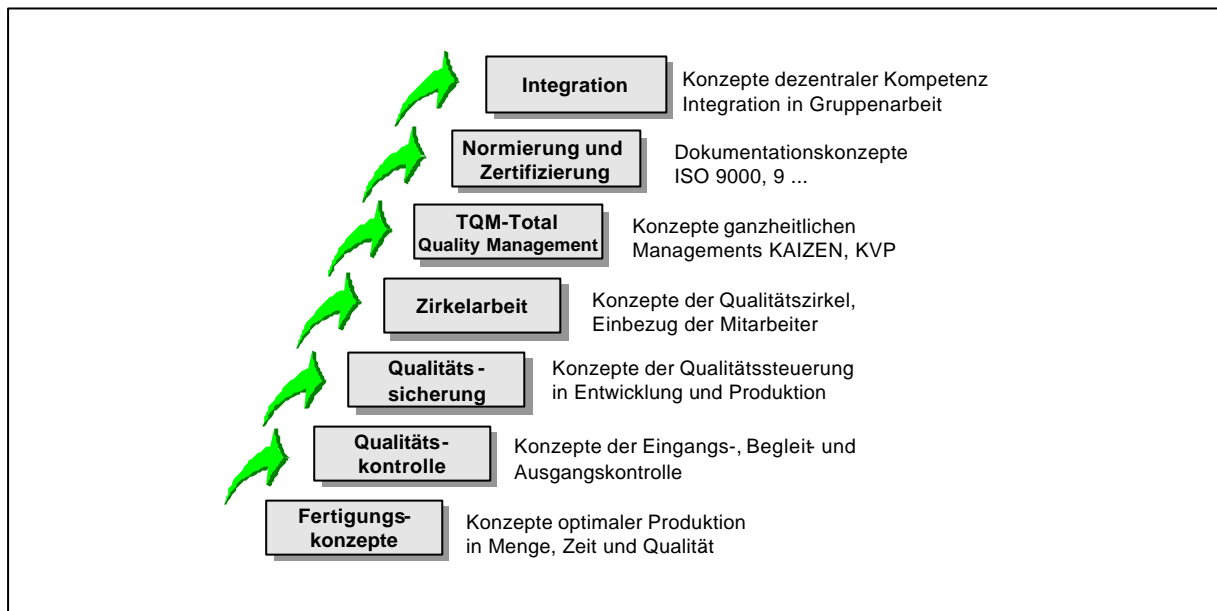 Integration
Konzepte dezentraler Kompetenz
Integration in Gruppenarbeit
Normierung und
Zertifizierung
Dokumentationskonzepte
ISO 9000, 9 ...
TQM-Total
Quality Management
Konzepte ganzheitlichen
Managements KAIZEN, KVP
Zirkelarbeit
Konzepte der Qualitätszirkel,
Einbezug der Mitarbeiter
Qualitäts -
sicherung
Konzepte der Qualitätssteuerung
in Entwicklung und Produktion
Qualitäts-
kontrolle
Konzepte der Eingangs-, Begleit- und
Ausgangskontrolle
Fertigungs-
konzepte
Konzepte optimaler Produktion
in Menge, Zeit und Qualität